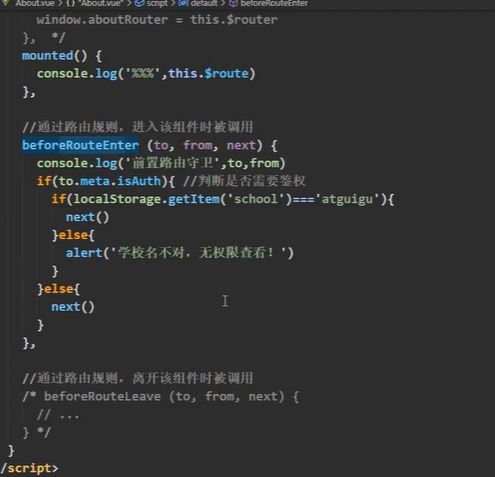 About.vue > {} "About.vue" > script > default > beforeRouteEnter
window.aboutRouter = this.$router
}, */
mounted() {
console.log('%%%',this.$route)
},
//通过路由规则，进入该组件时被调用
beforeRouteEnter (to, from, next) {
console.log('前置路由守卫',to,from)
if(to.meta.isAuth){ //判断是否需要鉴权
if(localStorage.getItem('school')==='atguigu'){
next()
}else{
alert('学校名不对，无权限查看！')
}
}else{
next()
}
},
//通过路由规则，离开该组件时被调用
/* beforeRouteLeave (to, from, next) {
// ...
} */
}
/script>